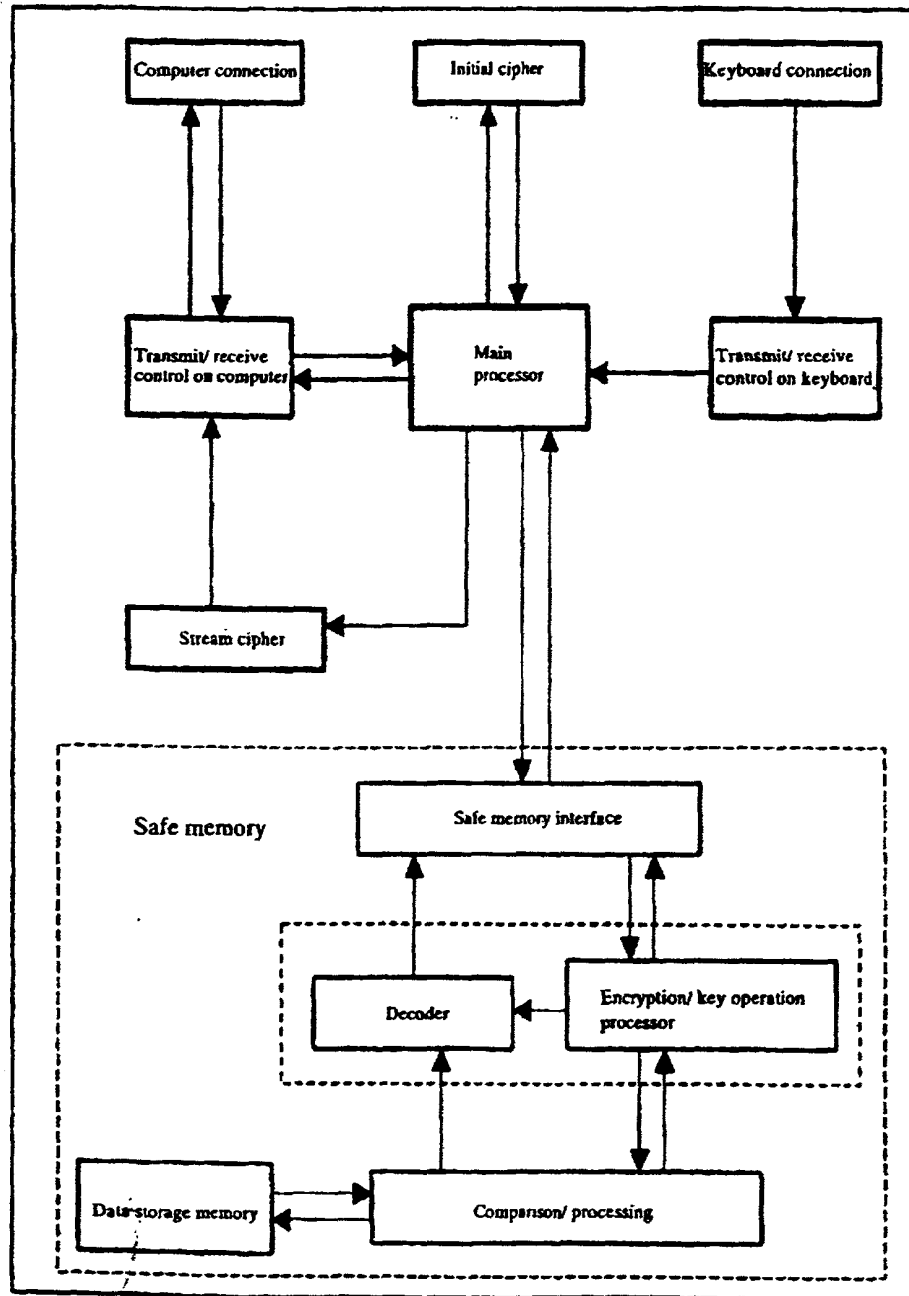 Computer connection
Initial cipher
Keyboard connection
Transmit/ receive
control on computer
Main
processor
Transmit/ receive
control on keyboard
Stream cipher
Safe memory
Safe memory interface
Decoder
Encryption/ key operation
processor
Data storage memory
Comparison/ processing